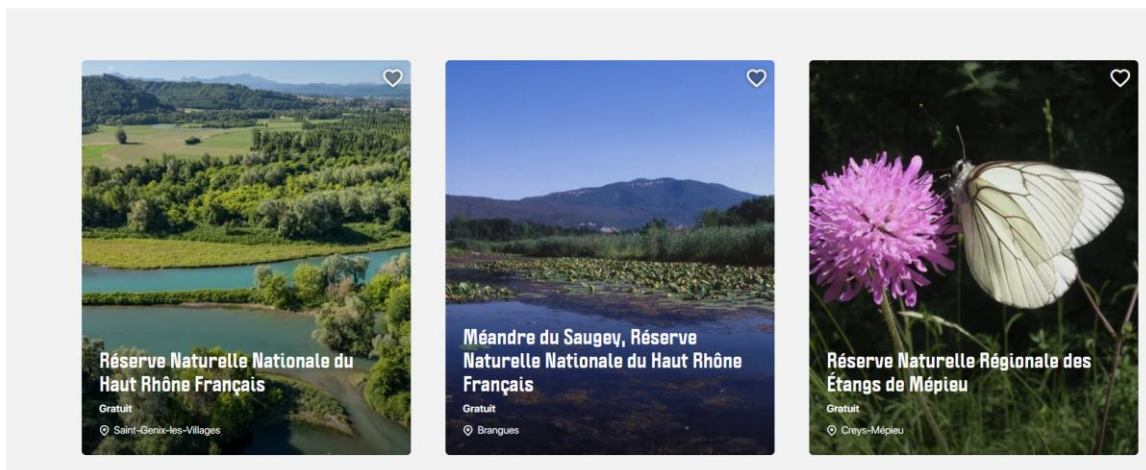 Réserve Naturelle Nationale du
Haut Rhône Français
Gratuit
Saint-Genix-les-Villages
Méandre du Saugey, Réserve
Naturelle Nationale du Haut Rhône
Français
Gratuit
Brangues
Réserve Naturelle Régionale des
Étangs de Mépieu
Gratuit
Creys-Mépieu